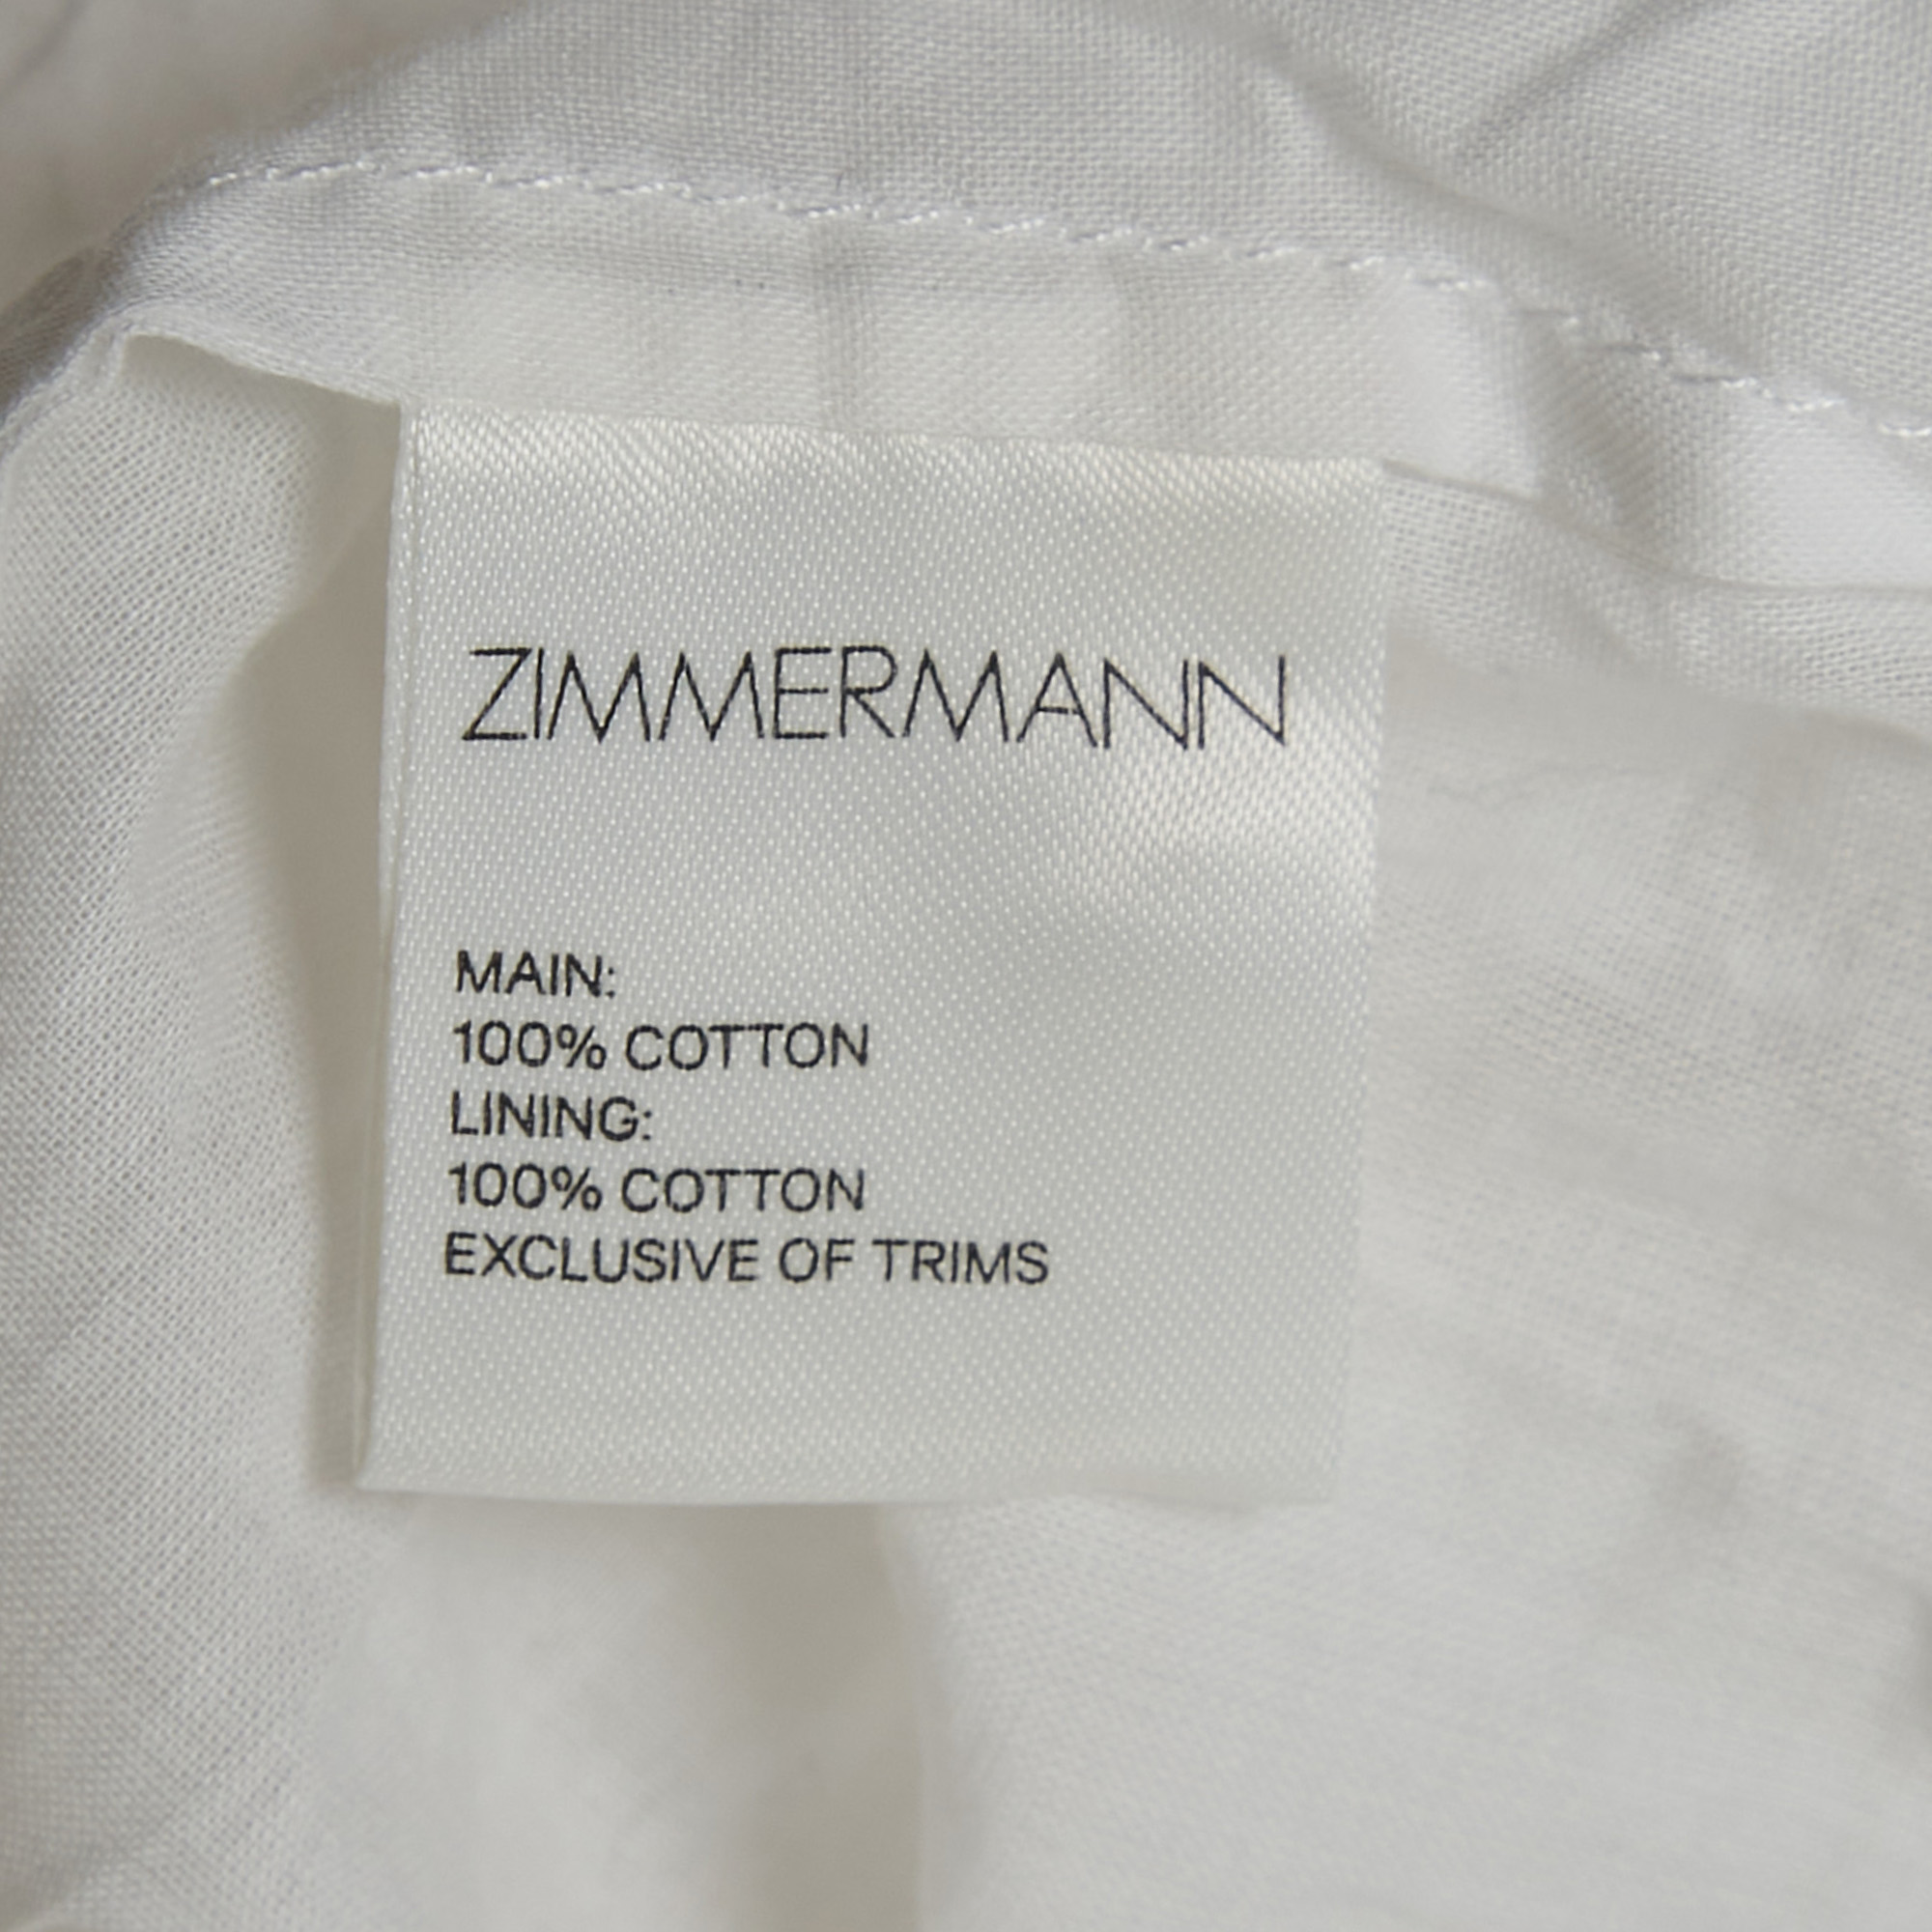 ZIMMERMANN
MAIN:
100% COTTON
LINING:
100% COTTON
EXCLUSIVE OF TRIMS